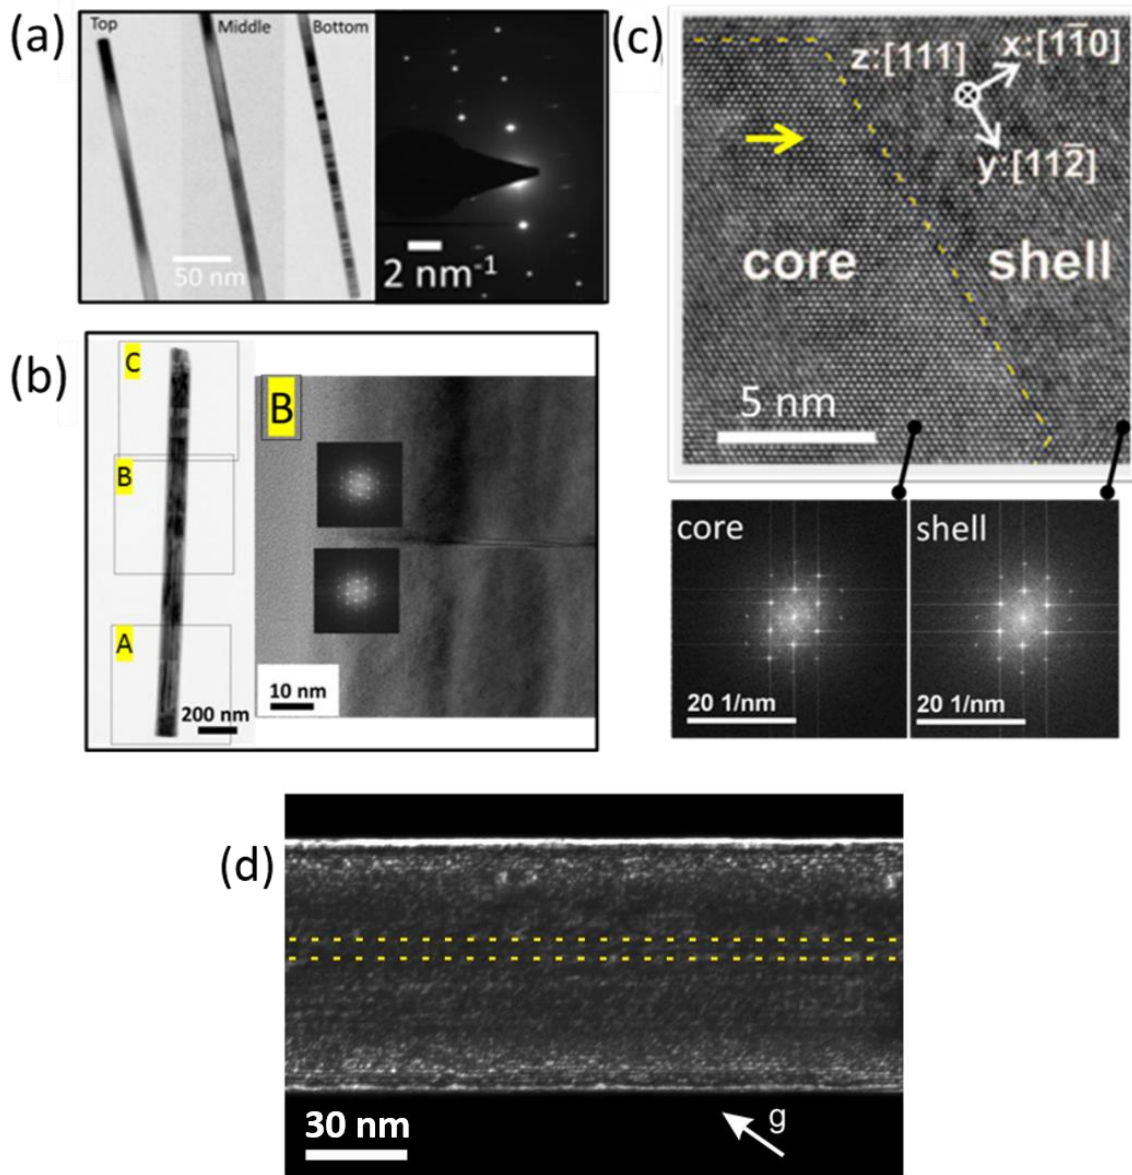 (a)
Top
Middle
Bottom
50 nm
2 nm⁻¹
(b)
C
B
A
200 nm
B
10 nm
(c)
z:[111]
x:[11̅0]
y:[112̅]
core
shell
5 nm
core
shell
20 1/nm
20 1/nm
(d)
30 nm
g